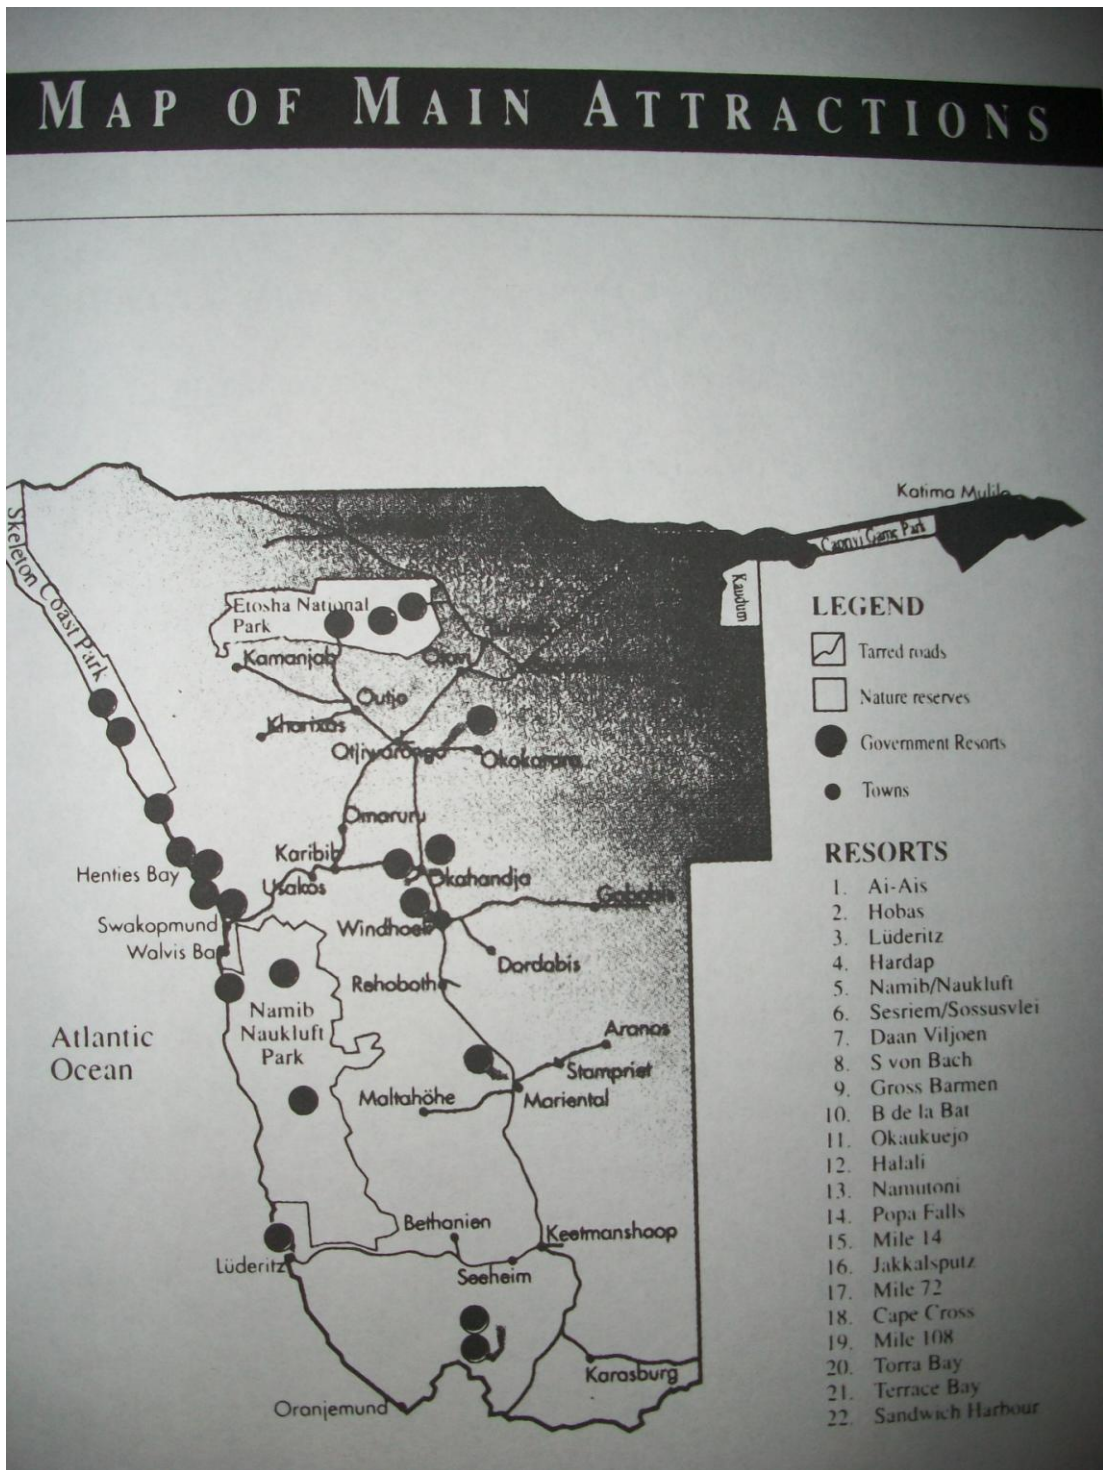 MAP OF MAIN ATTRACTIONS
Katima Mulilo
Caprivi Game Park
Kaudum
Skeleton Coast Park
Etosha National
Park
Kamanjab
Otavi
Outjo
Khorixas
Otjiwarongo
Okakarara
Omaruru
Karibib
Usakos
Okahandja
Henties Bay
Gobabis
Swakopmund
Windhoek
Walvis Ba
Dordabis
Rehoboth
Namib
Naukluft
Park
Atlantic
Ocean
Aranos
Stampriet
Maltahöhe
Mariental
Bethanien
Keetmanshoop
Lüderitz
Seeheim
Karasburg
Oranjemund
LEGEND
Tarred roads
Nature reserves
Government Resorts
Towns
RESORTS
1. Ai-Ais
2. Hobas
3. Lüderitz
4. Hardap
5. Namib/Naukluft
6. Sesriem/Sossusvlei
7. Daan Viljoen
8. S von Bach
9. Gross Barmen
10. B de la Bat
11. Okaukuejo
12. Halali
13. Namutoni
14. Popa Falls
15. Mile 14
16. Jakkalsputz
17. Mile 72
18. Cape Cross
19. Mile 108
20. Torra Bay
21. Terrace Bay
22. Sandwich Harbour